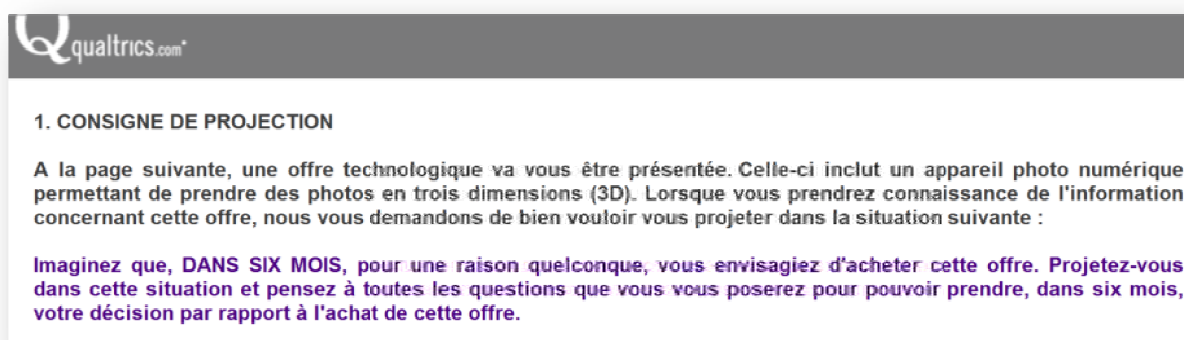 Qualtrics.com
1. CONSIGNE DE PROJECTION
A la page suivante, une offre technologique va vous être présentée. Celle-ci inclut un appareil photo numérique
permettant de prendre des photos en trois dimensions (3D). Lorsque vous prendrez connaissance de l'information
concernant cette offre, nous vous demandons de bien vouloir vous projeter dans la situation suivante :
Imaginez que, DANS SIX MOIS, pour une raison quelconque, vous envisagiez d'acheter cette offre. Projetez-vous
dans cette situation et pensez à toutes les questions que vous vous poserez pour pouvoir prendre, dans six mois,
votre décision par rapport à l'achat de cette offre.